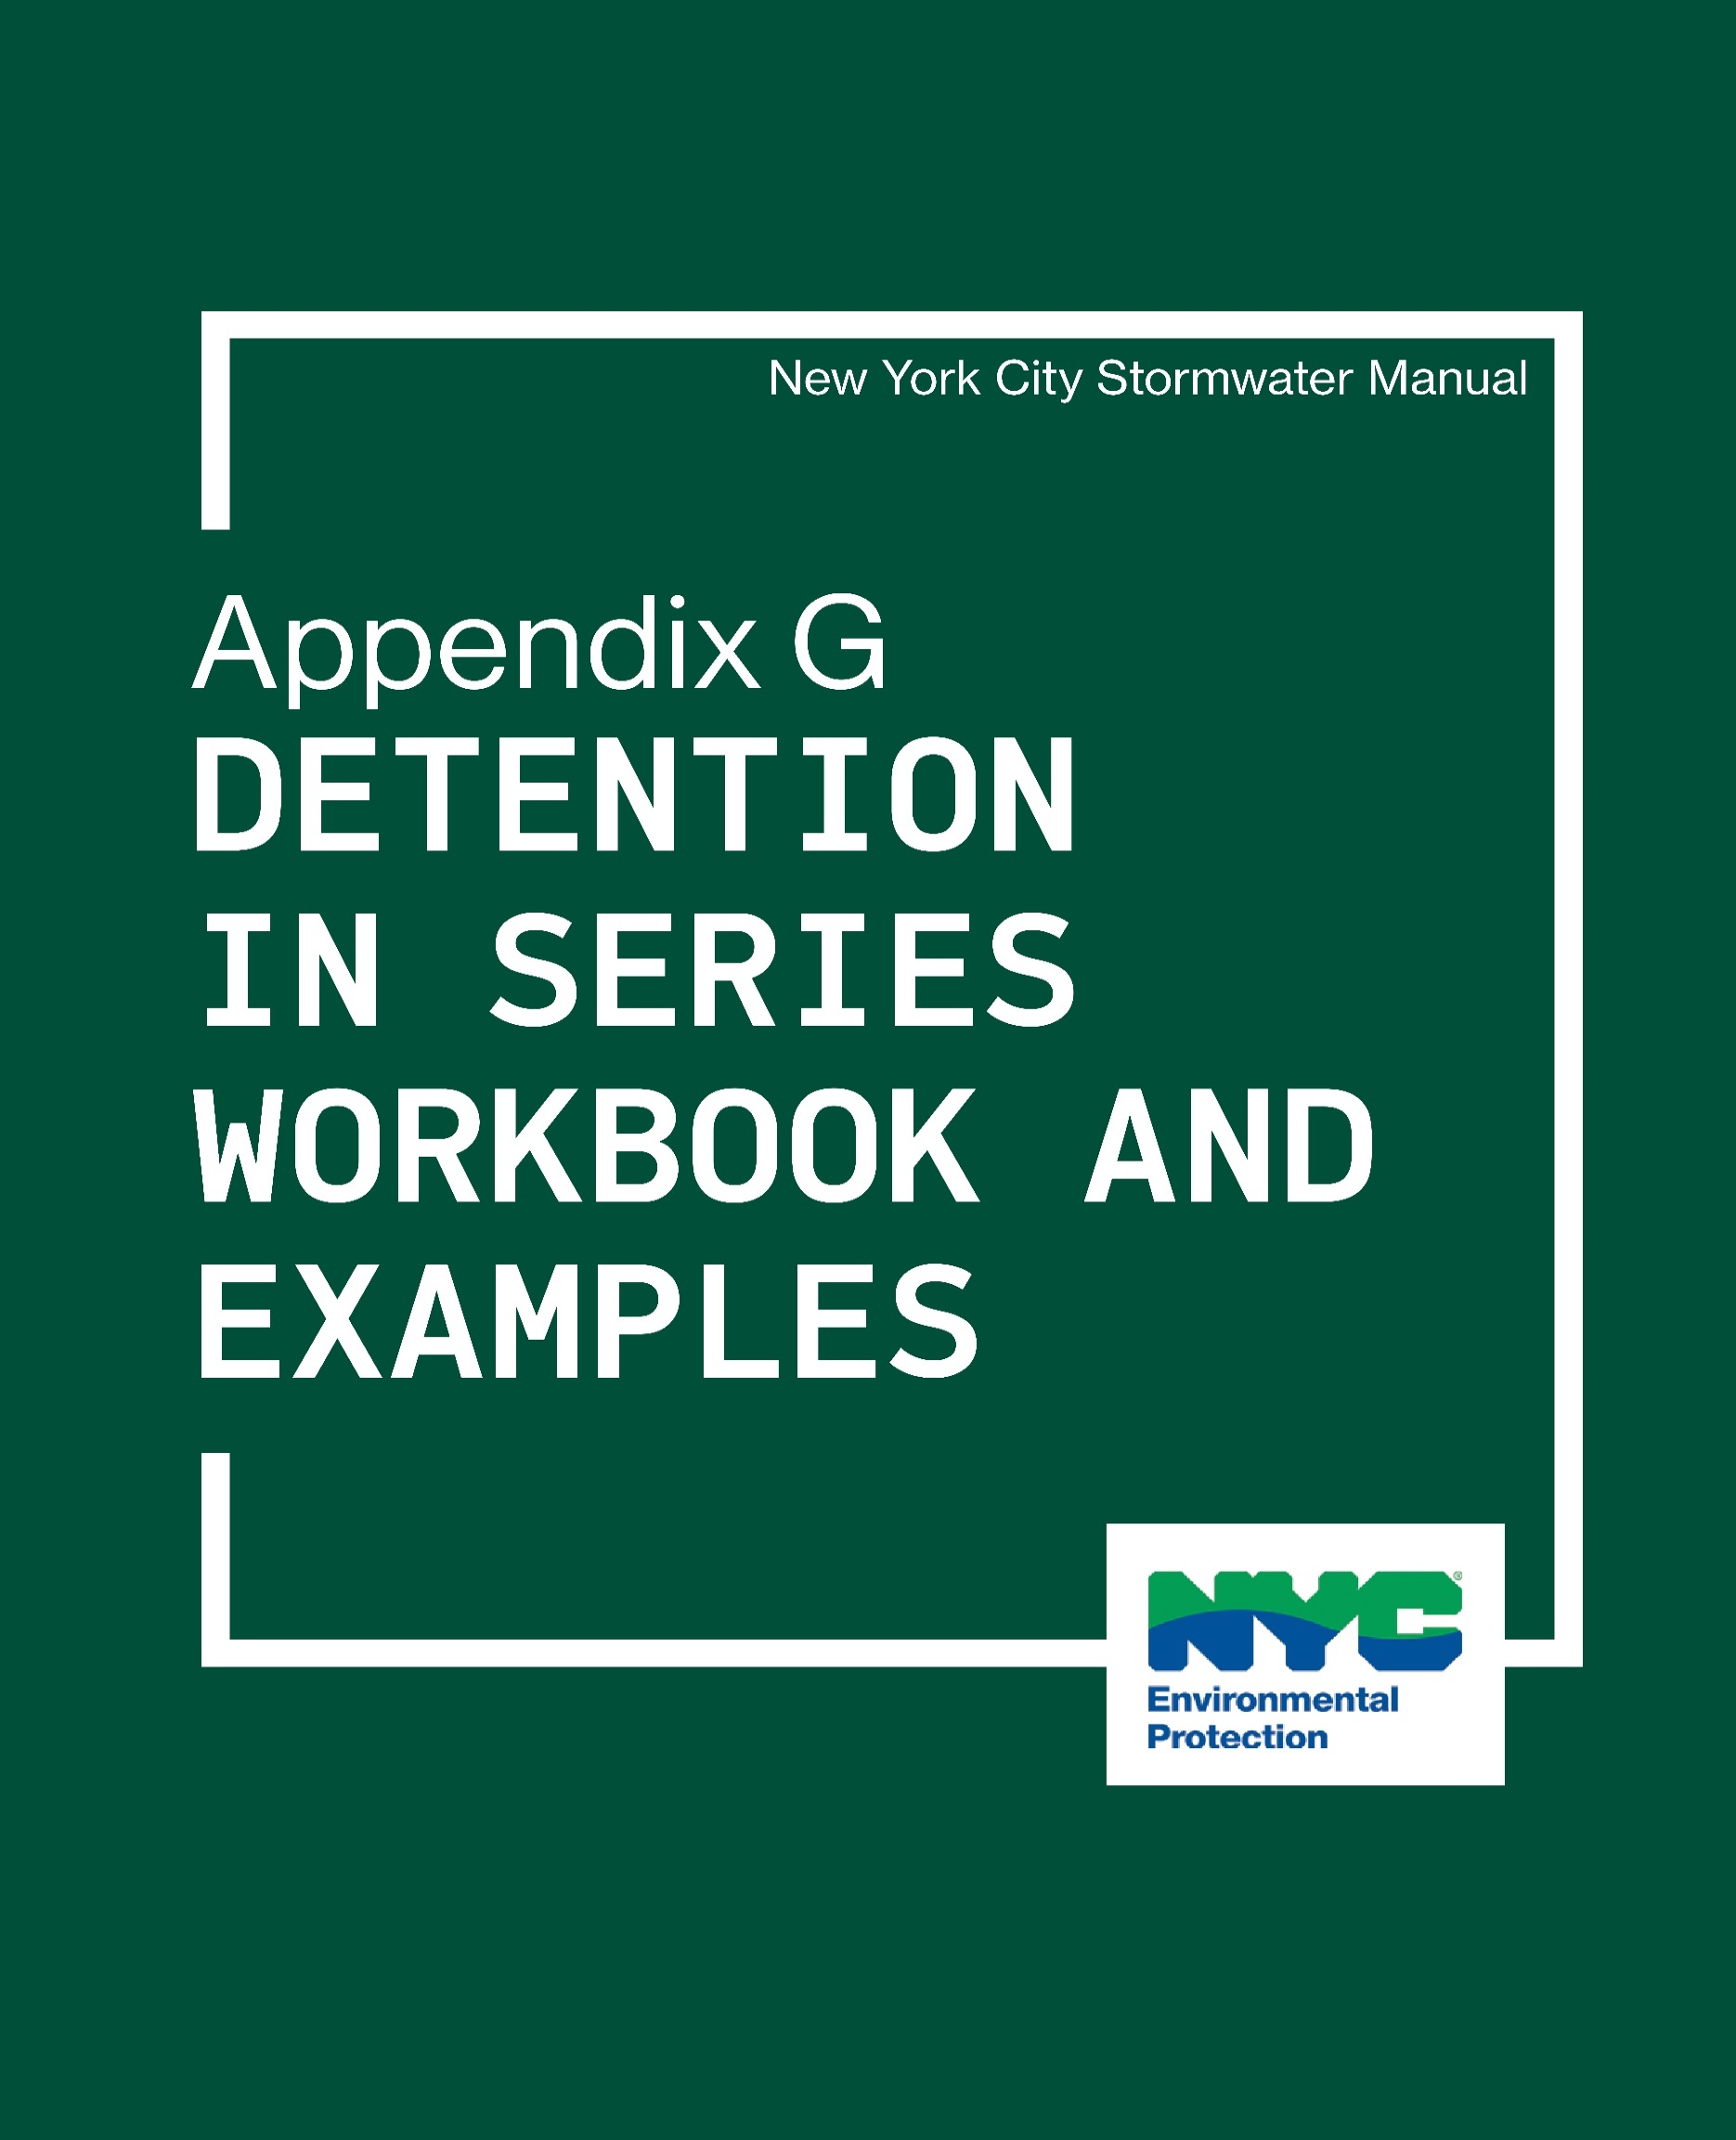 New York City Stormwater Manual
Appendix G
DETENTION
IN SERIES
WORKBOOK AND
EXAMPLES
NYC®
Environmental
Protection